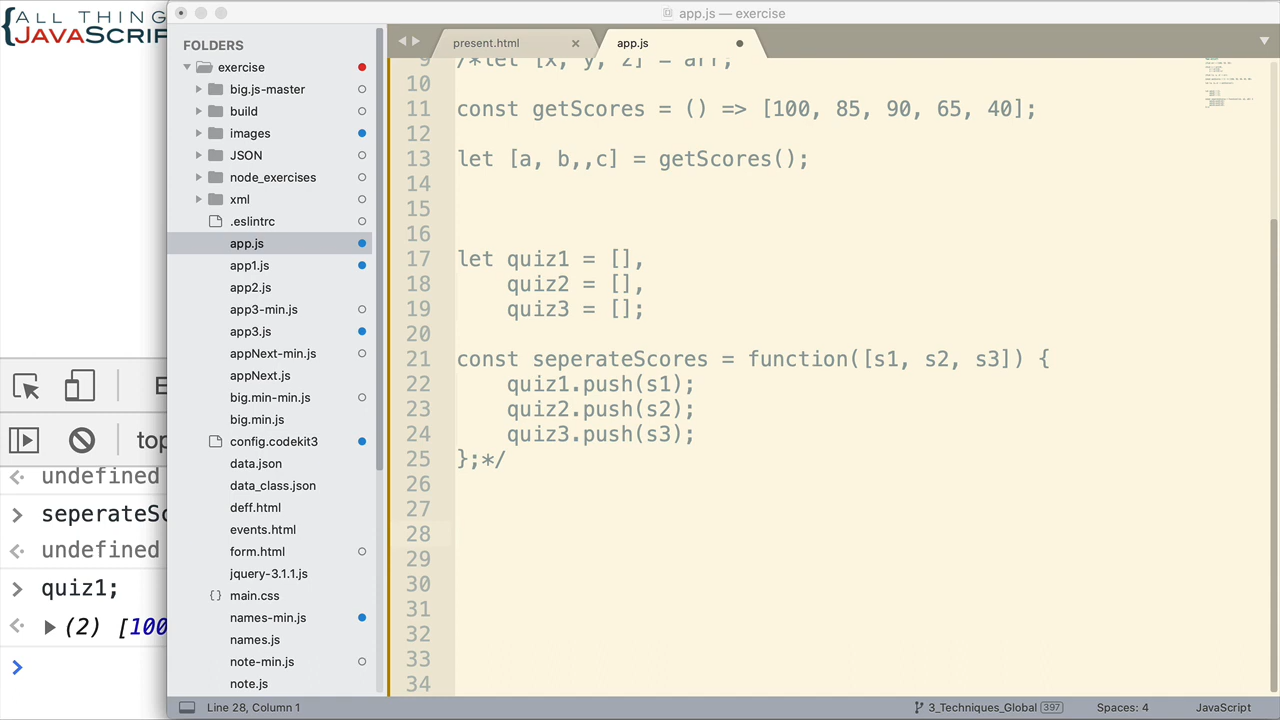 ALL THING
{JAVASCRIP
app.js — exercise
FOLDERS
exercise
big.js-master
build
images
JSON
node_exercises
xml
.eslintrc
app.js
app1.js
app2.js
app3-min.js
app3.js
appNext-min.js
appNext.js
big.min-min.js
big.min.js
config.codekit3
data.json
data_class.json
deff.html
events.html
form.html
jquery-3.1.1.js
{} main.css
names-min.js
names.js
note-min.js
note.js
present.html
app.js
9 /*let [x, y, z] = arr;
10
11 const getScores = () => [100, 85, 90, 65, 40];
12
13 let [a, b,,c] = getScores();
14
15
16
17 let quiz1 = [],
18 quiz2 = [],
19 quiz3 = [];
20
21 const seperateScores = function([s1, s2, s3]) {
22 quiz1.push(s1);
23 quiz2.push(s2);
24 quiz3.push(s3);
25 };*/
26
27
28
29
30
31
32
33
34
E
top
undefined
seperateSc
undefined
quiz1;
(2) [100
Line 28, Column 1
3_Techniques_Global 397
Spaces: 4
JavaScript